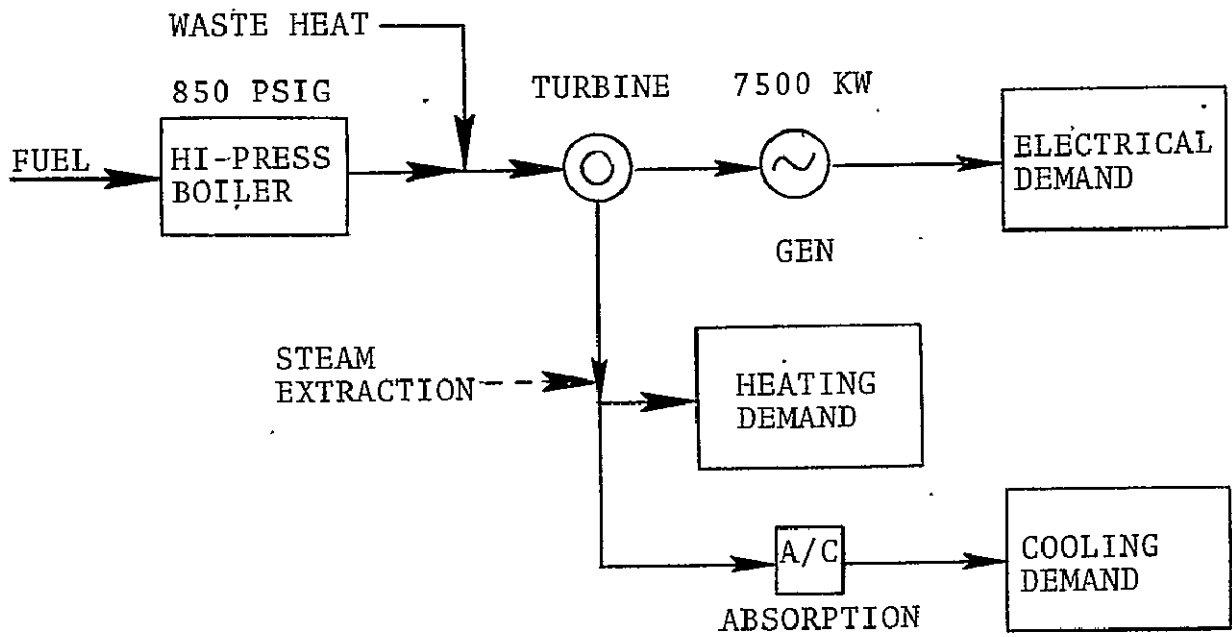 WASTE HEAT
850 PSIG
TURBINE
7500 KW
FUEL
HI-PRESS
BOILER
ELECTRICAL
DEMAND
GEN
STEAM
EXTRACTION
HEATING
DEMAND
A/C
COOLING
DEMAND
ABSORPTION